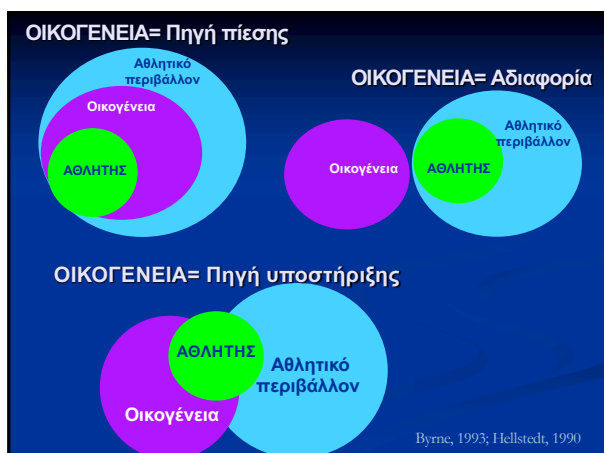 ΟΙΚΟΓΕΝΕΙΑ= Πηγή πίεσης
Αθλητικό
περιβάλλον
Οικογένεια
ΑΘΛΗΤΗΣ
ΟΙΚΟΓΕΝΕΙΑ= Αδιαφορία
Αθλητικό
περιβάλλον
Οικογένεια
ΑΘΛΗΤΗΣ
ΟΙΚΟΓΕΝΕΙΑ= Πηγή υποστήριξης
ΑΘΛΗΤΗΣ
Αθλητικό
περιβάλλον
Οικογένεια
Byrne, 1993; Hellstedt, 1990